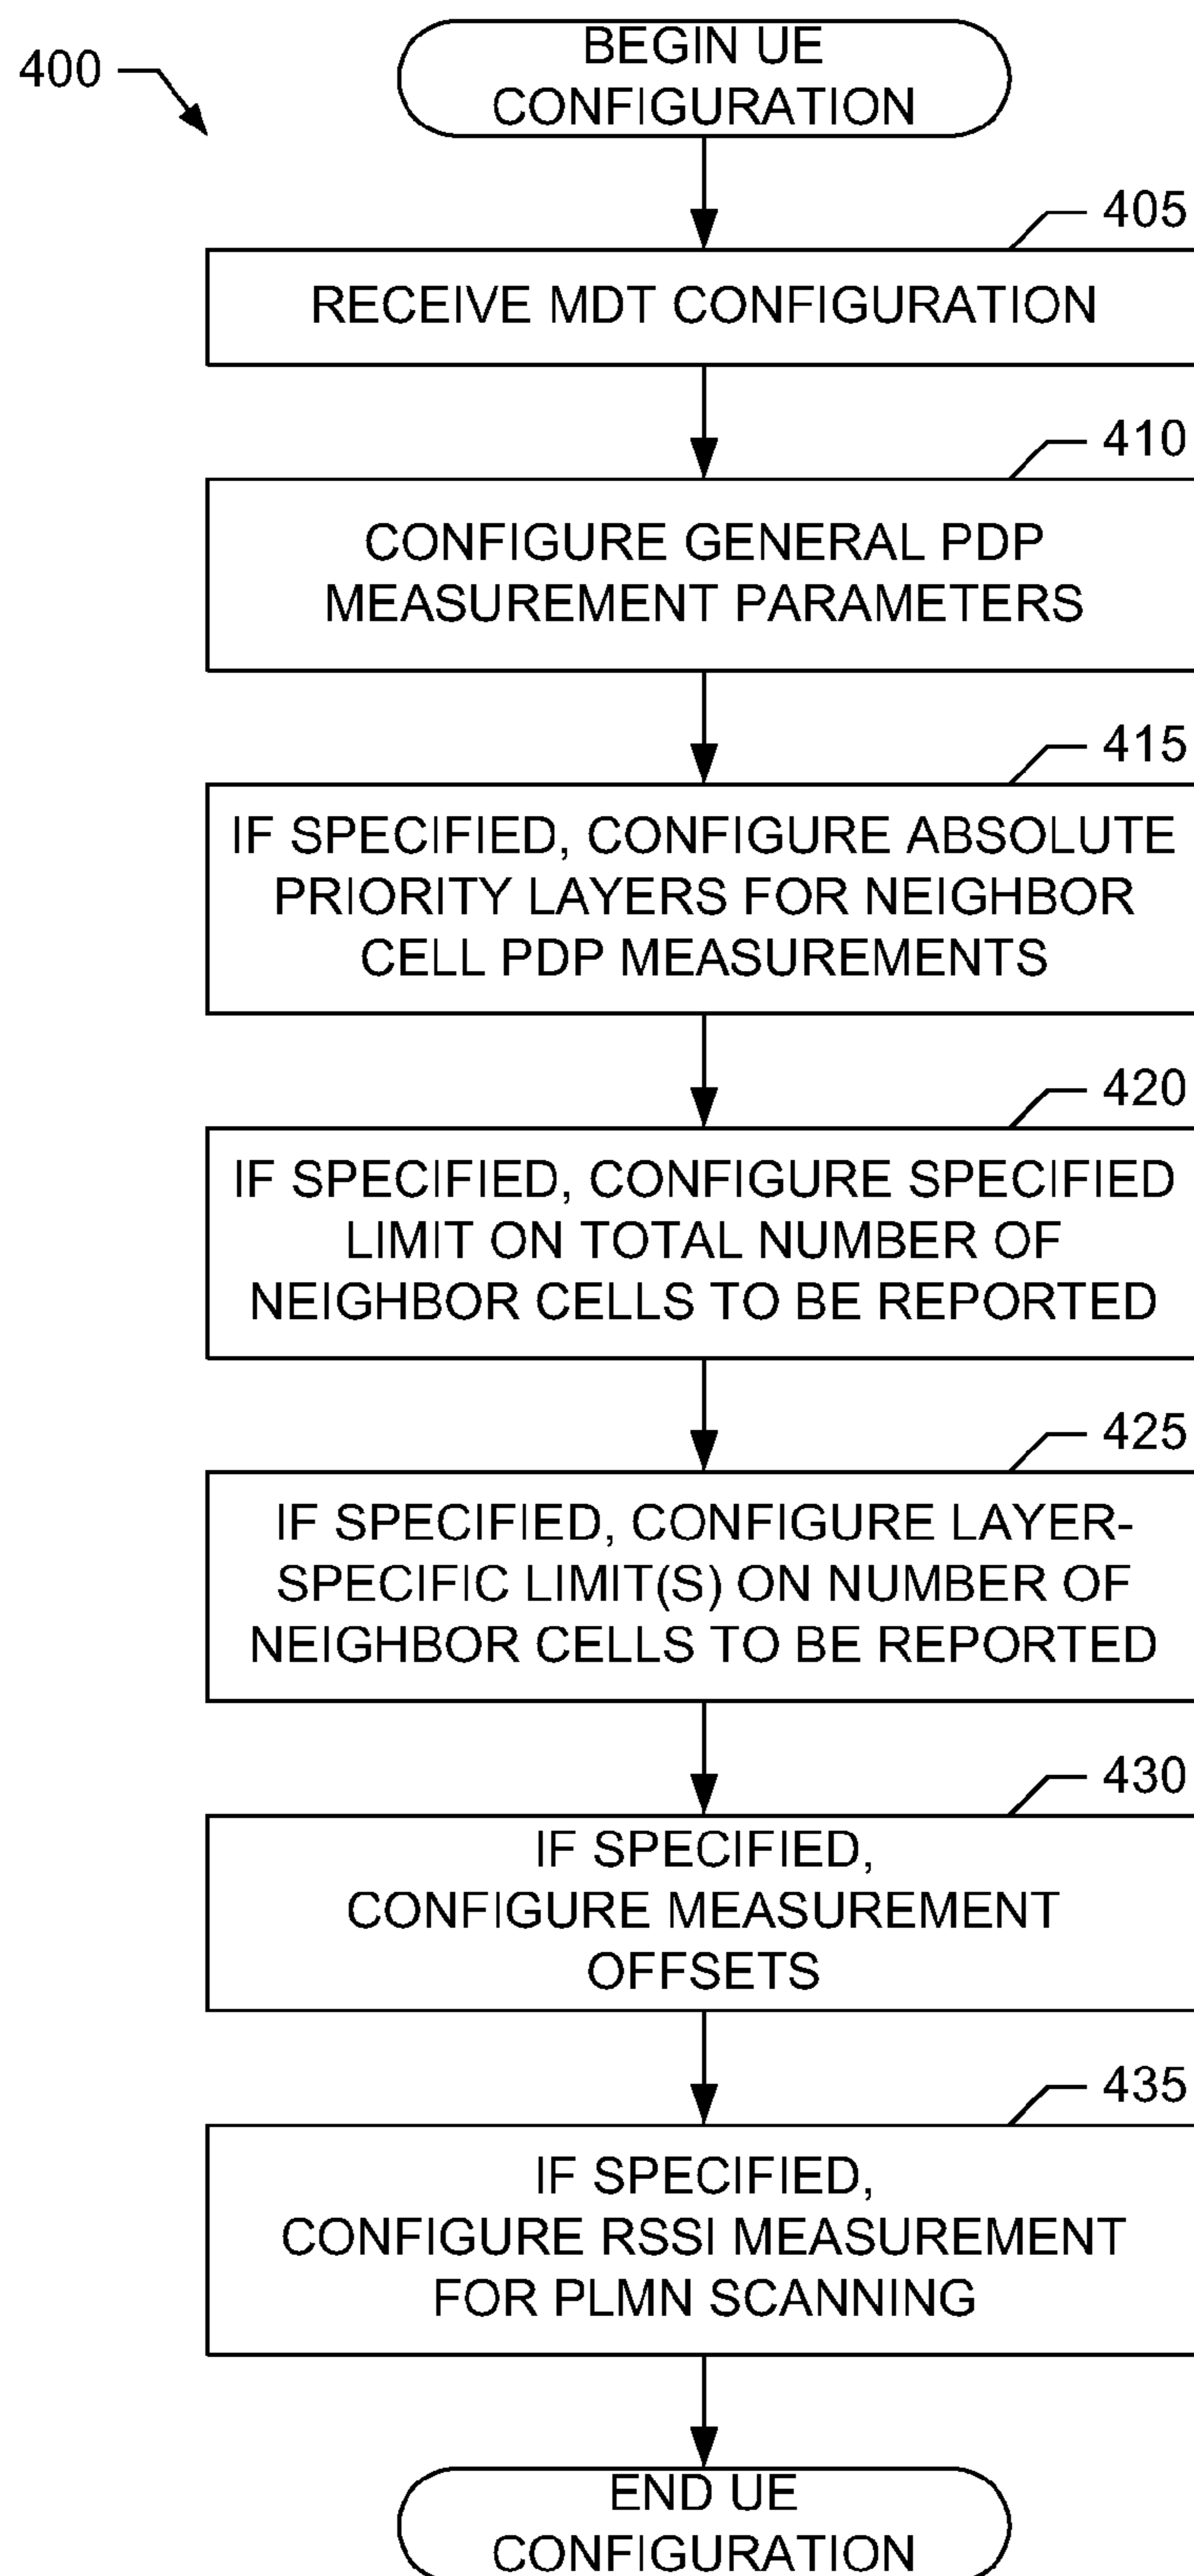 400
BEGIN UE
CONFIGURATION
405
RECEIVE MDT CONFIGURATION
410
CONFIGURE GENERAL PDP
MEASUREMENT PARAMETERS
415
IF SPECIFIED, CONFIGURE ABSOLUTE
PRIORITY LAYERS FOR NEIGHBOR
CELL PDP MEASUREMENTS
420
IF SPECIFIED, CONFIGURE SPECIFIED
LIMIT ON TOTAL NUMBER OF
NEIGHBOR CELLS TO BE REPORTED
425
IF SPECIFIED, CONFIGURE LAYER-
SPECIFIC LIMIT(S) ON NUMBER OF
NEIGHBOR CELLS TO BE REPORTED
430
IF SPECIFIED,
CONFIGURE MEASUREMENT
OFFSETS
435
IF SPECIFIED,
CONFIGURE RSSI MEASUREMENT
FOR PLMN SCANNING
END UE
CONFIGURATION